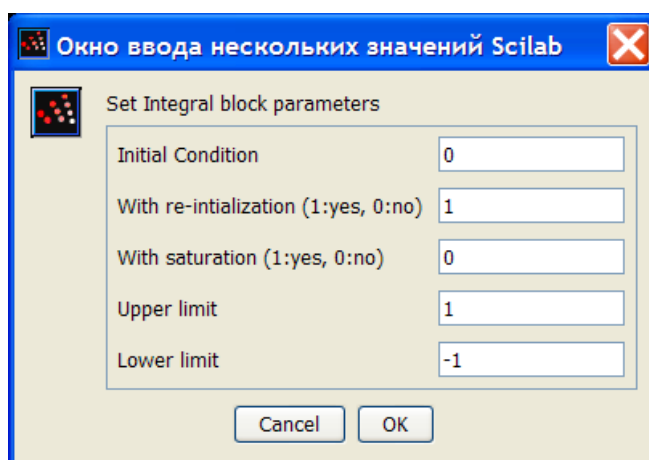 Окно ввода нескольких значений Scilab
Set Integral block parameters
Initial Condition 0
With re-intialization (1:yes, 0:no) 1
With saturation (1:yes, 0:no) 0
Upper limit 1
Lower limit -1
Cancel OK